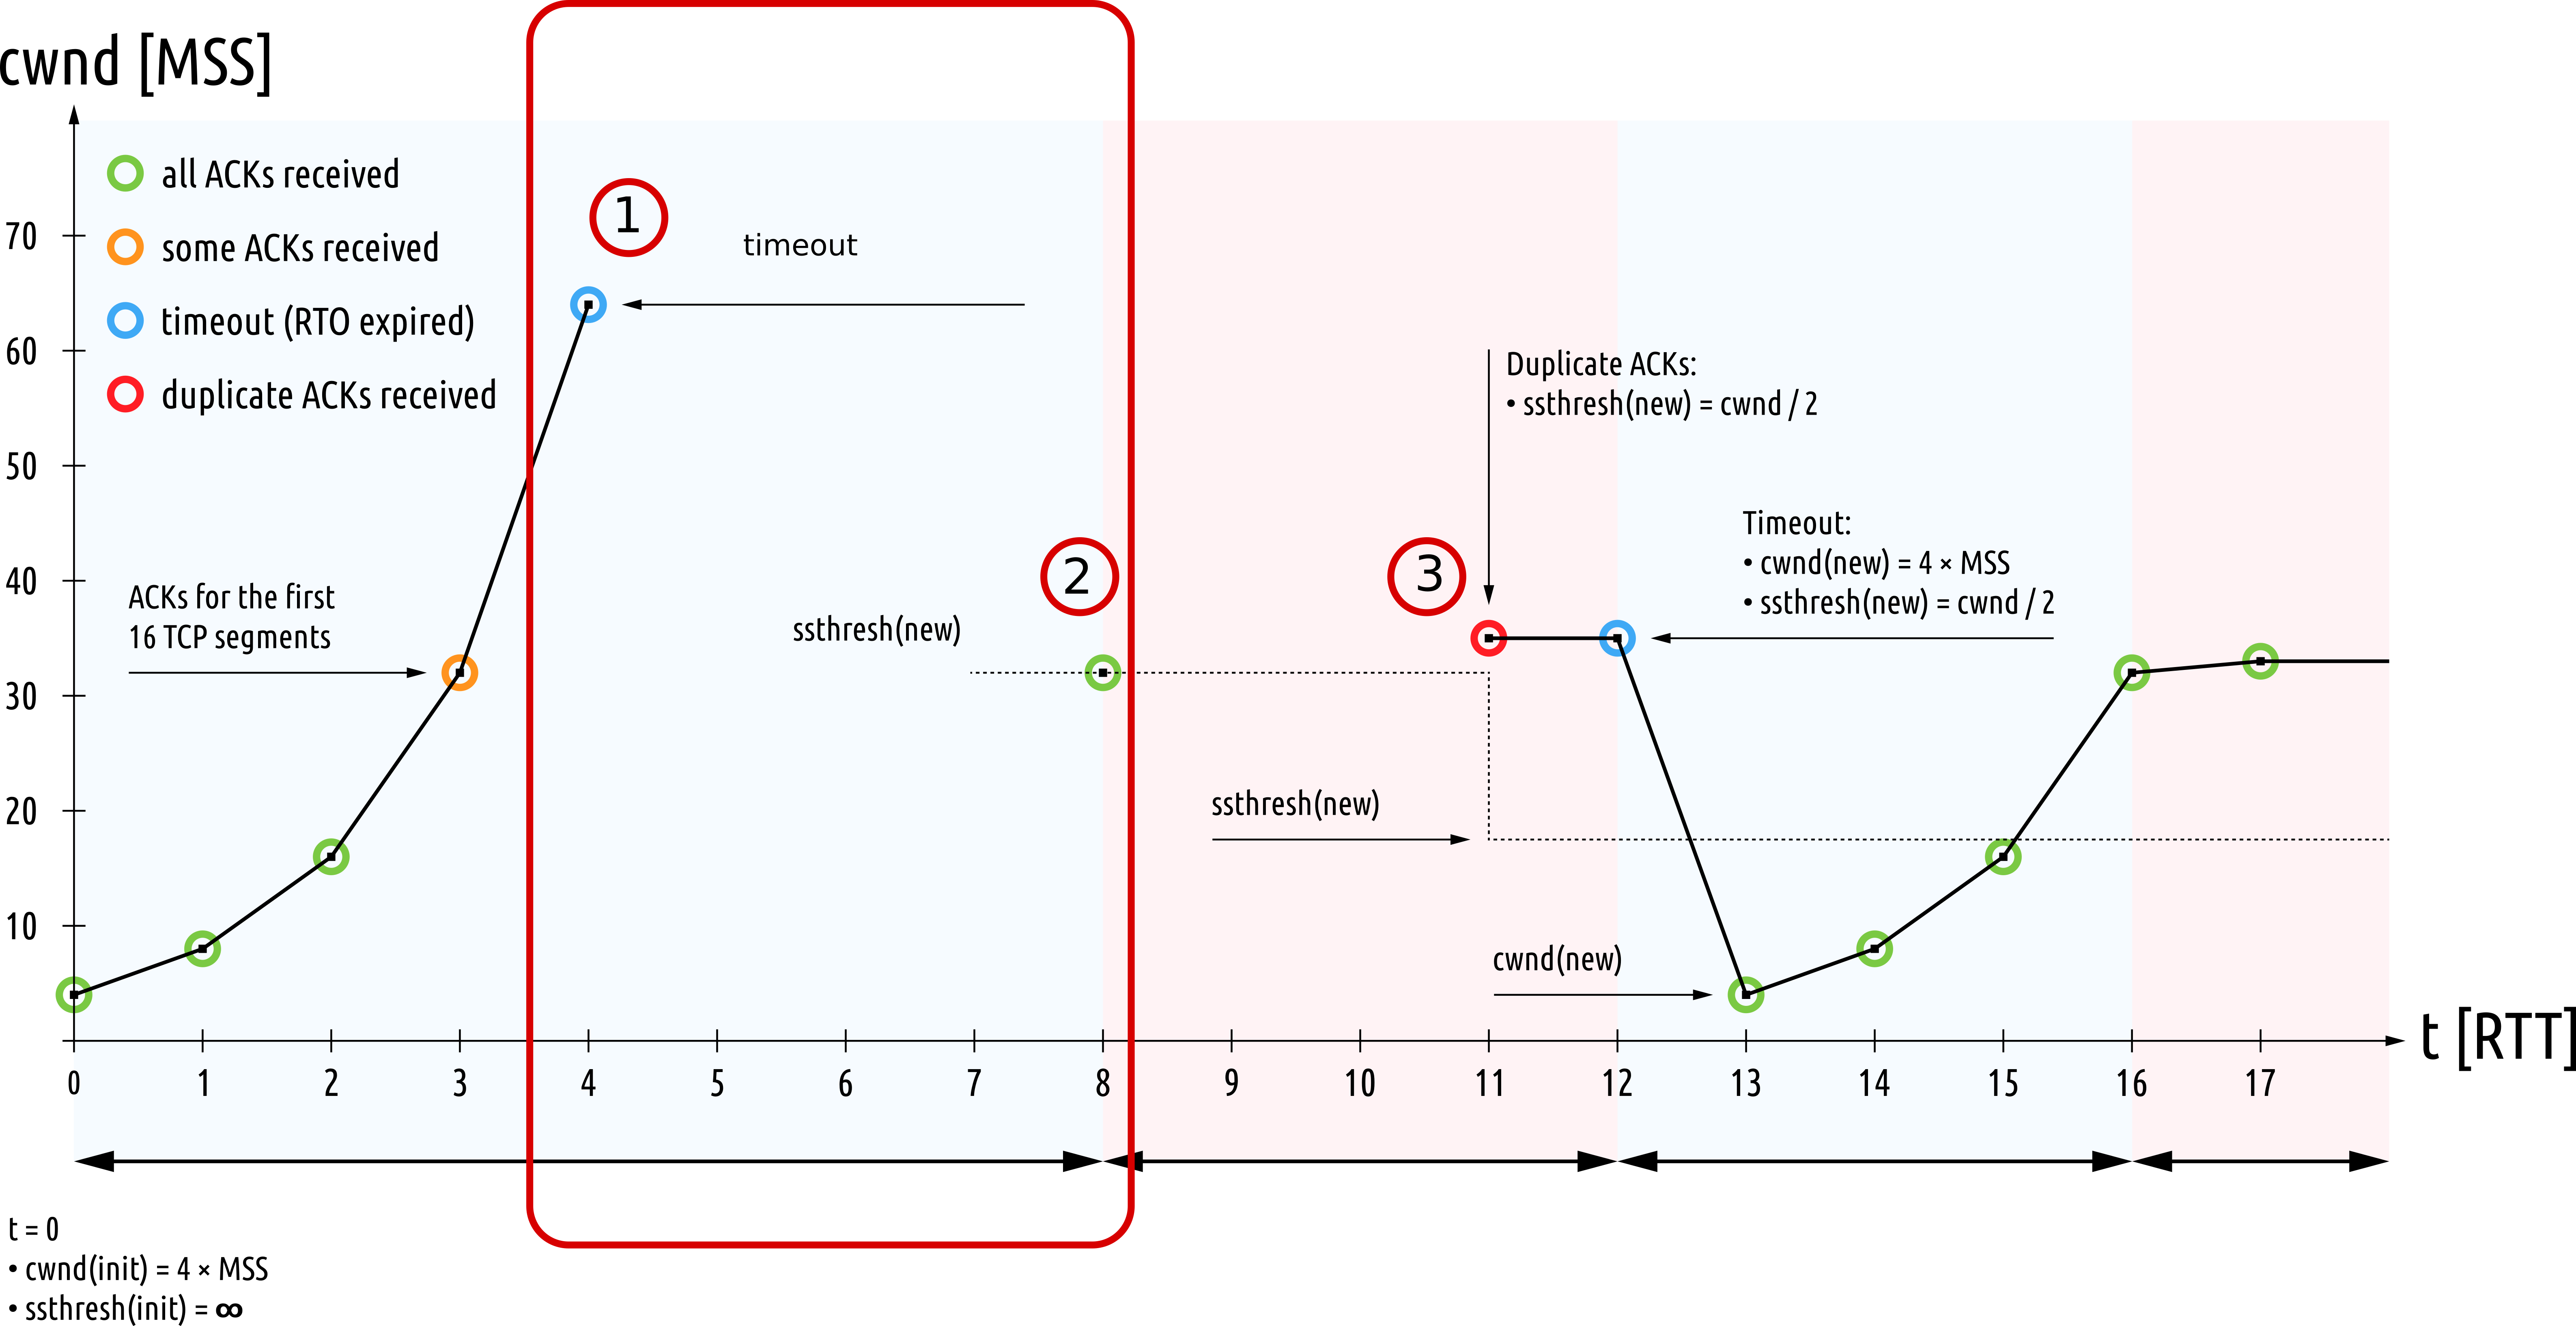 cwnd [MSS]
all ACKs received
some ACKs received
timeout (RTO expired)
duplicate ACKs received
70
60
50
40
30
20
10
1
timeout
ACKs for the first
16 TCP segments
2
ssthresh(new)
3
Duplicate ACKs:
• ssthresh(new) = cwnd / 2
Timeout:
• cwnd(new) = 4 × MSS
• ssthresh(new) = cwnd / 2
ssthresh(new)
cwnd(new)
t [RTT]
0 1 2 3 4 5 6 7 8 9 10 11 12 13 14 15 16 17
t = 0
• cwnd(init) = 4 × MSS
• ssthresh(init) = ∞